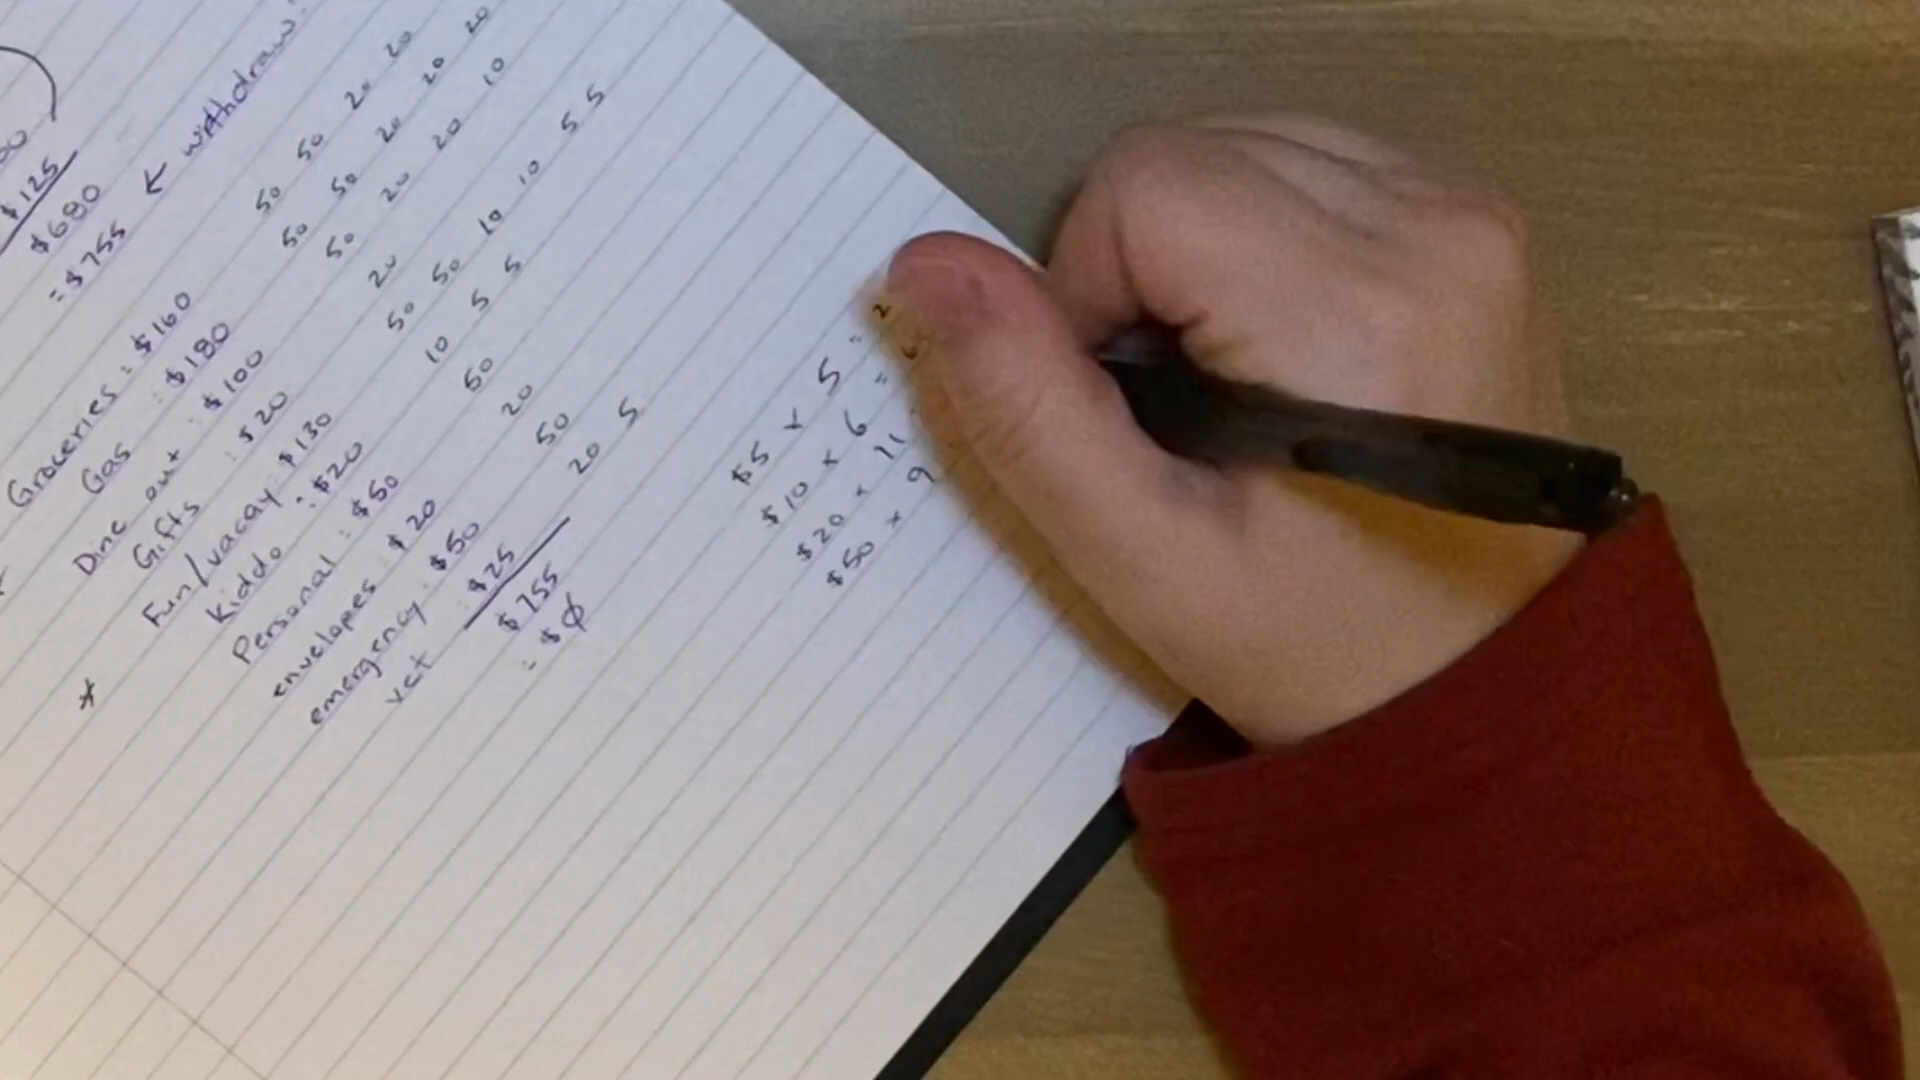 $125
$680
= $755 ← withdraw!
Groceries : $160 50 50 20 20
Gas : $180 50 50 20 20 20
Dine out : $100 50 20 20 10
Gifts : $20 20
* Fun/vacay : $130 50 50 10 10 5 5
Kiddo : $20 10 5 5
Personal : $50 50
envelopes : $20 20
emergency : $50 50
vet : $25 20 5
$755
= $0
$5 x 5 = 2
$10 x 6 =
$20 x 11
$50 x 9